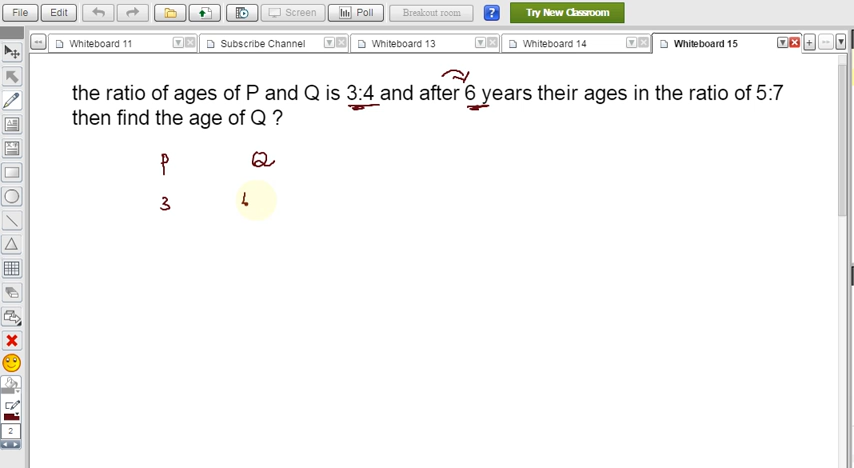 File Edit Screen Poll Breakout room ? Try New Classroom
Whiteboard 11 Subscribe Channel Whiteboard 13 Whiteboard 14 Whiteboard 15
the ratio of ages of P and Q is 3:4 and after 6 years their ages in the ratio of 5:7
then find the age of Q ?
P Q
3
2